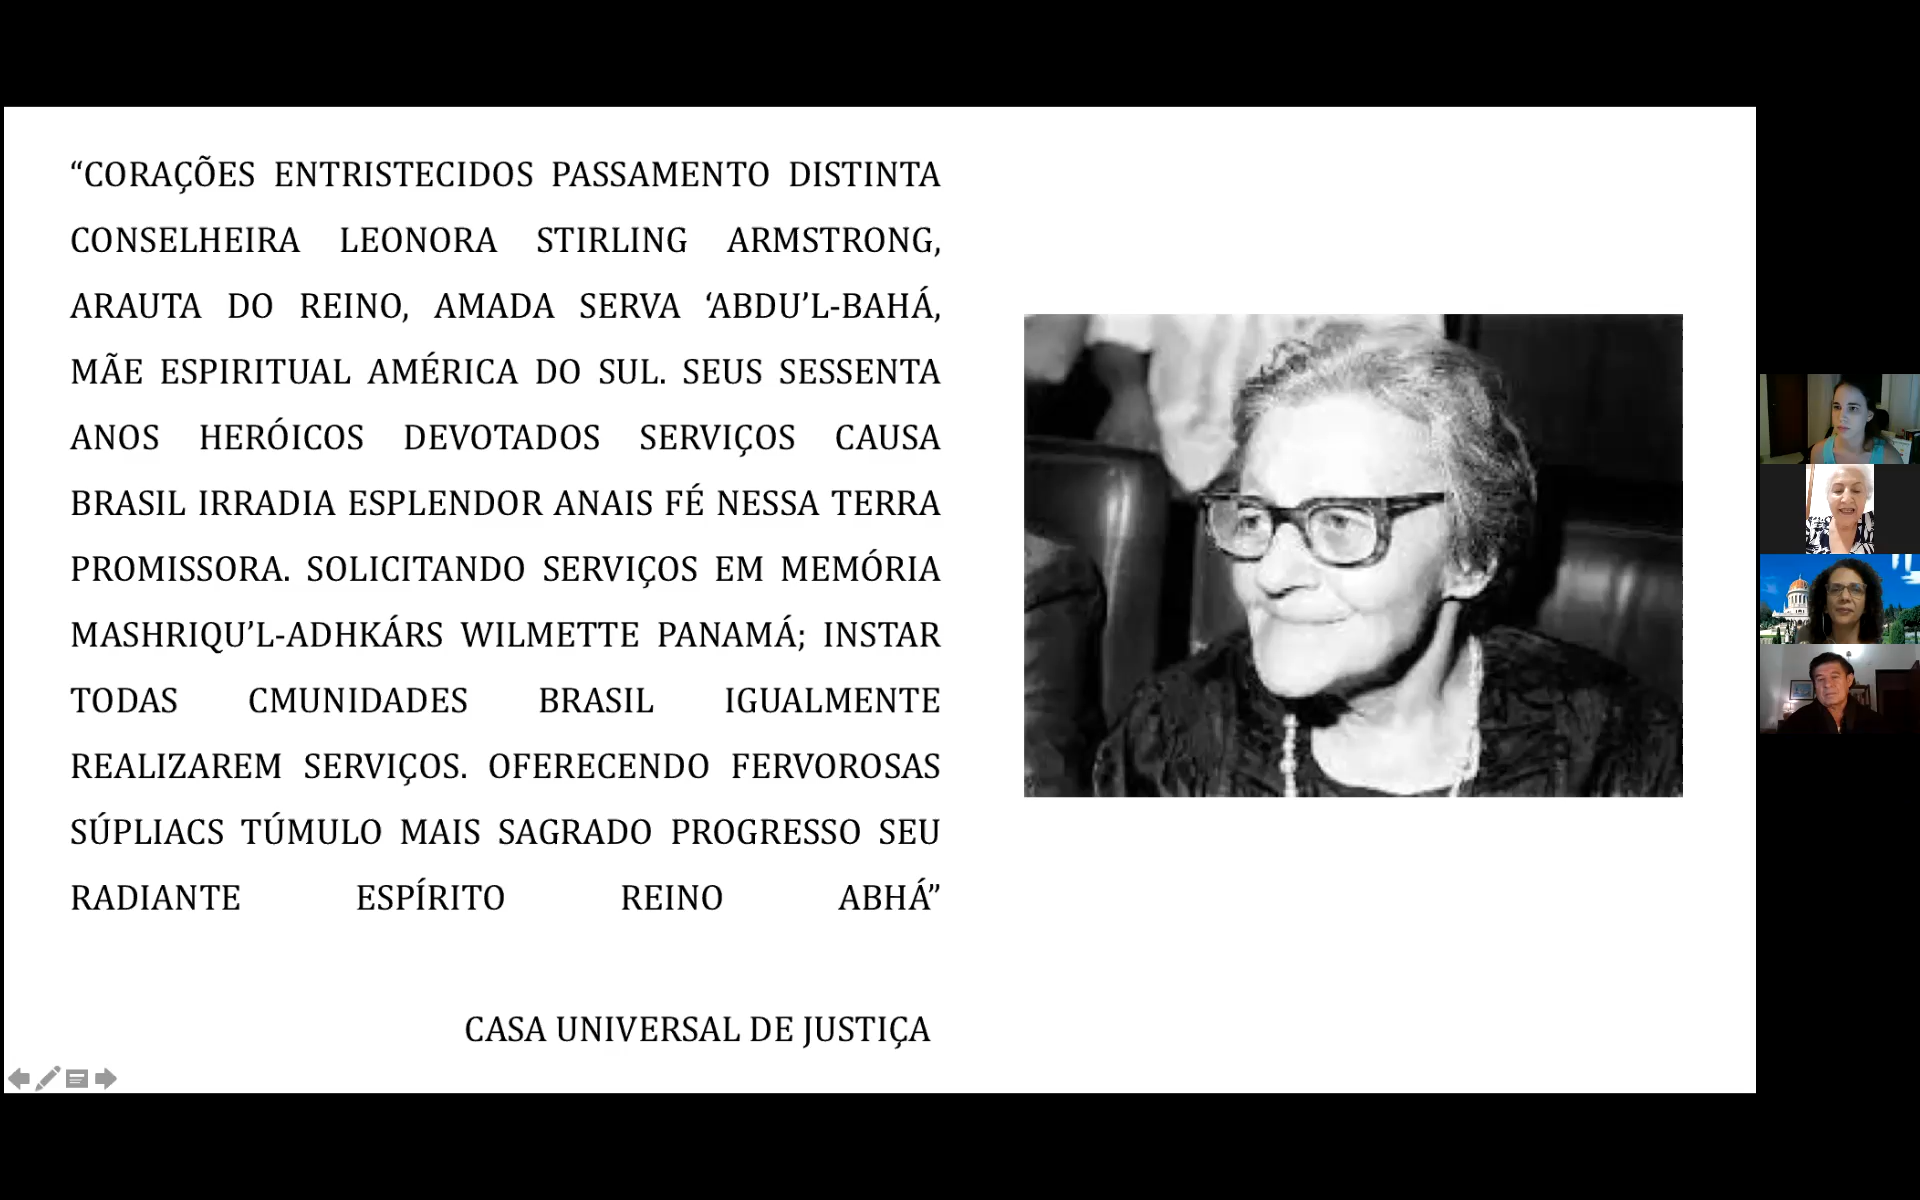 “CORAÇÕES ENTRISTECIDOS PASSAMENTO DISTINTA
CONSELHEIRA LEONORA STIRLING ARMSTRONG,
ARAUTA DO REINO, AMADA SERVA ‘ABDU’L-BAHÁ,
MÃE ESPIRITUAL AMÉRICA DO SUL. SEUS SESSENTA
ANOS HERÓICOS DEVOTADOS SERVIÇOS CAUSA
BRASIL IRRADIA ESPLENDOR ANAIS FÉ NESSA TERRA
PROMISSORA. SOLICITANDO SERVIÇOS EM MEMÓRIA
MASHRIQU’L-ADHKÁRS WILMETTE PANAMÁ; INSTAR
TODAS CMUNIDADES BRASIL IGUALMENTE
REALIZAREM SERVIÇOS. OFERECENDO FERVOROSAS
SÚPLIACS TÚMULO MAIS SAGRADO PROGRESSO SEU
RADIANTE ESPÍRITO REINO ABHÁ”
CASA UNIVERSAL DE JUSTIÇA